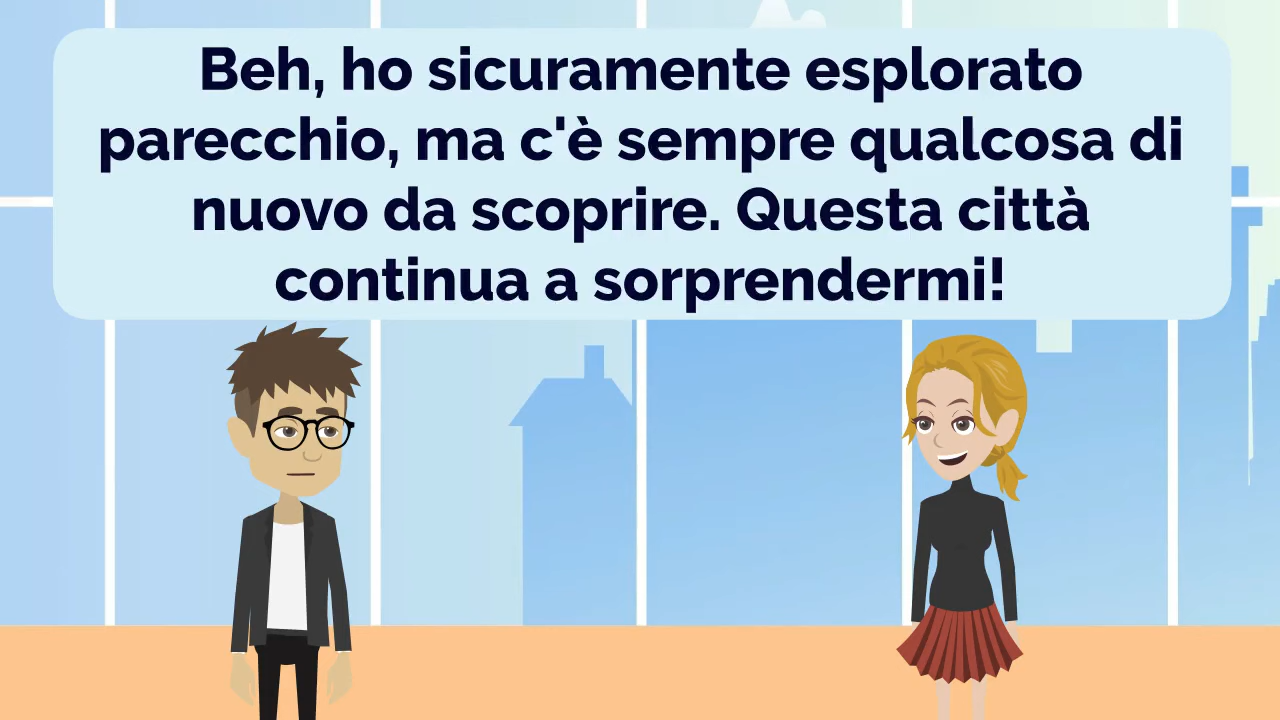 Beh, ho sicuramente esplorato
parecchio, ma c'è sempre qualcosa di
nuovo da scoprire. Questa città
continua a sorprendermi!